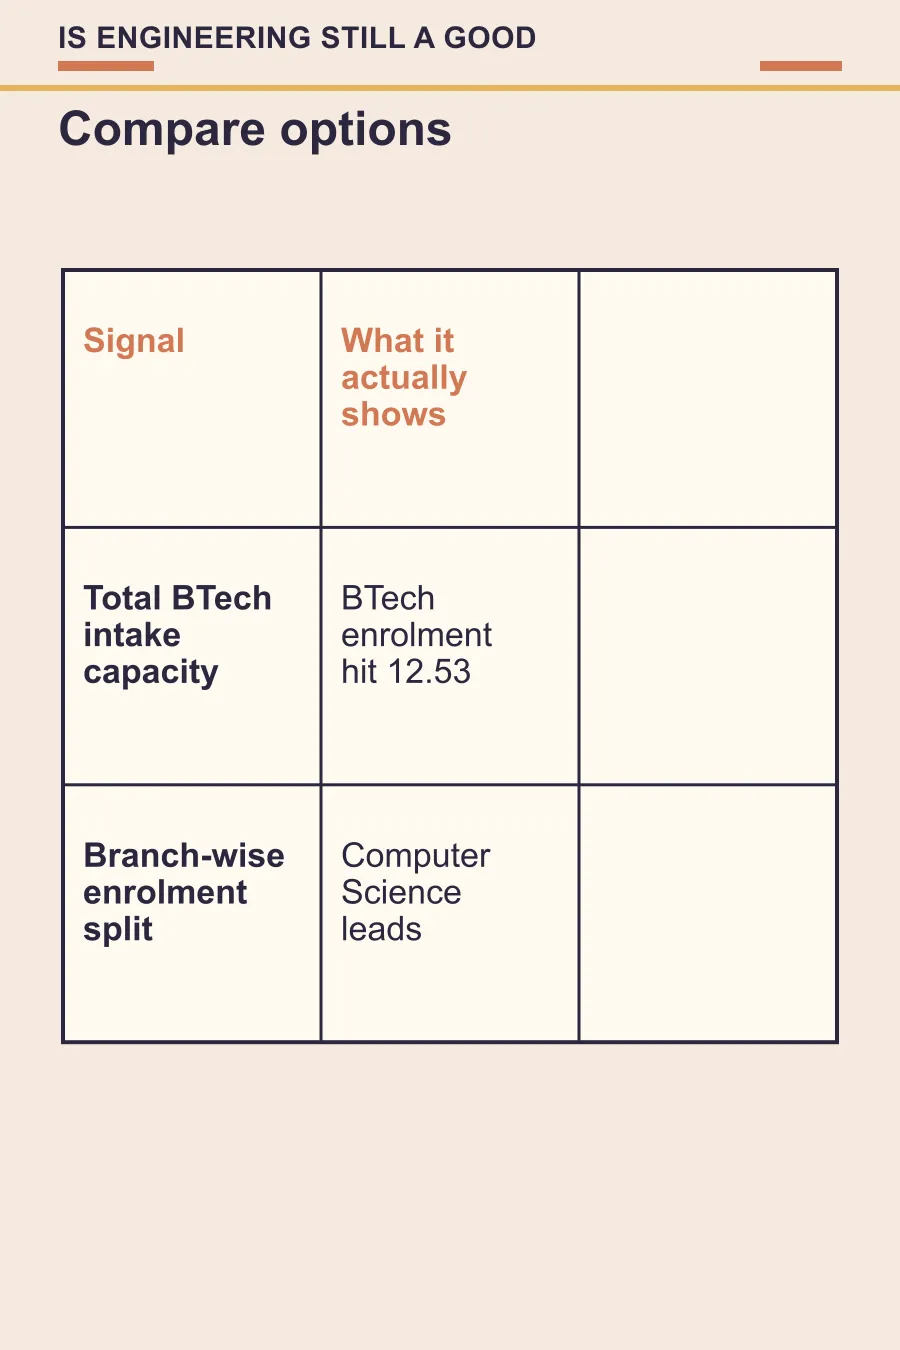 IS ENGINEERING STILL A GOOD
Compare options
Signal
What it
actually
shows
Total BTech
intake
capacity
BTech
enrolment
hit 12.53
Branch-wise
enrolment
split
Computer
Science
leads